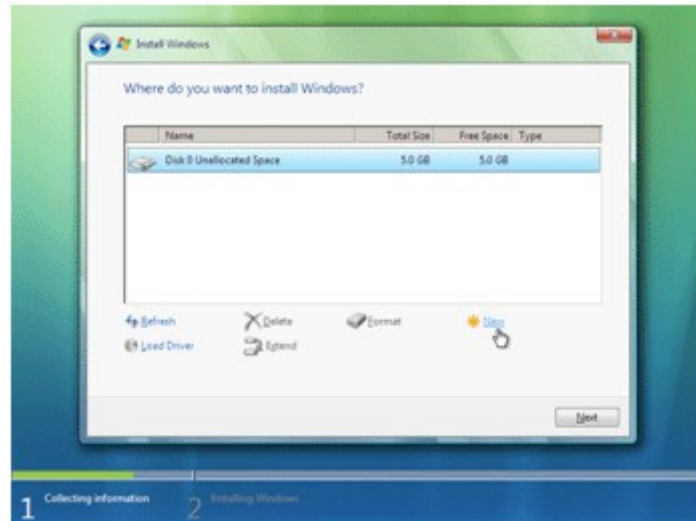 Install Windows
Where do you want to install Windows?
Name Total Size Free Space Type
Disk 0 Unallocated Space 5.0 GB 5.0 GB
Refresh Delete Format New
Load Driver Extend
Next
1 Collecting information 2 Installing Windows